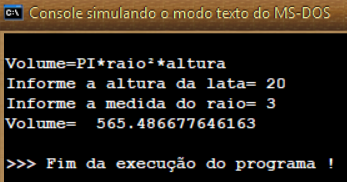 Console simulando o modo texto do MS-DOS
Volume=PI*raio²*altura
Informe a altura da lata= 20
Informe a medida do raio= 3
Volume=  565.486677646163
>>> Fim da execução do programa !